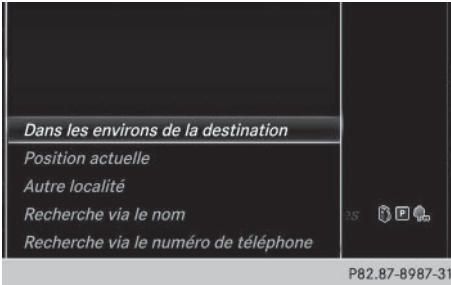 Dans les environs de la destination
Position actuelle
Autre localité
Recherche via le nom
es P
Recherche via le numéro de téléphone
P82.87-8987-31